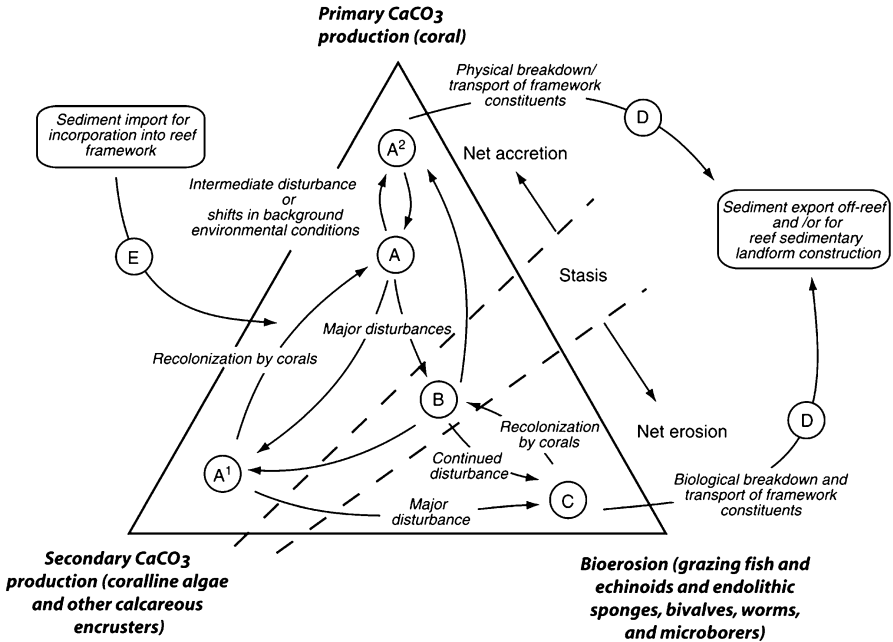 Primary CaCO3
production (coral)
Physical breakdown/
transport of framework
constituents
D
Sediment import for
incorporation into reef
framework
A2
Net accretion
Intermediate disturbance
or
shifts in background
environmental conditions
Sediment export off-reef
and /or for
reef sedimentary
landform construction
E
A
Stasis
Major disturbances
Recolonization by corals
B
D
Recolonization
by corals
Net erosion
Continued
disturbance
A1
C
Biological breakdown and
transport of framework
constituents
Major
disturbance
Secondary CaCO3
production (coralline algae
and other calcareous
encrusters)
Bioerosion (grazing fish and
echinoids and endolithic
sponges, bivalves, worms,
and microborers)